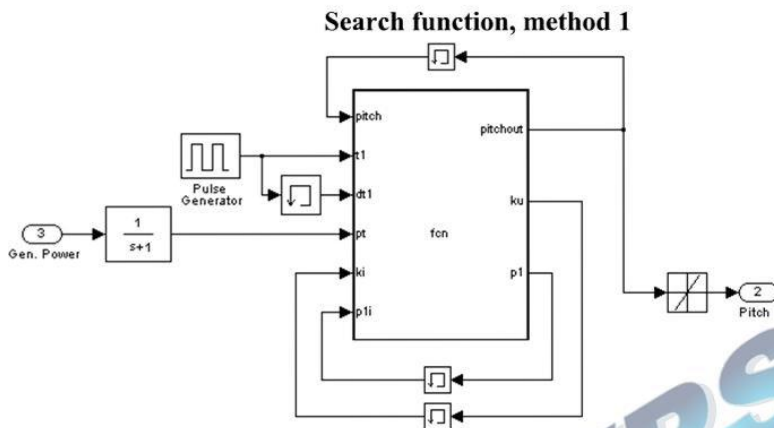 Search function, method 1
pitch
t1
dt1
pt
ki
p1i
fcn
pitchout
ku
p1
Pulse
Generator
3
Gen. Power
1
s+1
2
Pitch